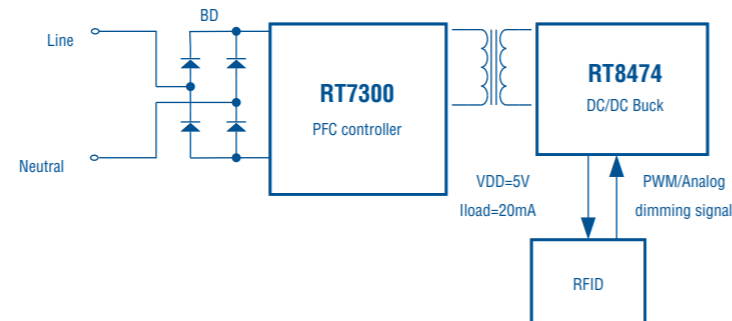 BD
Line
Neutral
RT7300
PFC controller
RT8474
DC/DC Buck
VDD=5V
Iload=20mA
PWM/Analog
dimming signal
RFID